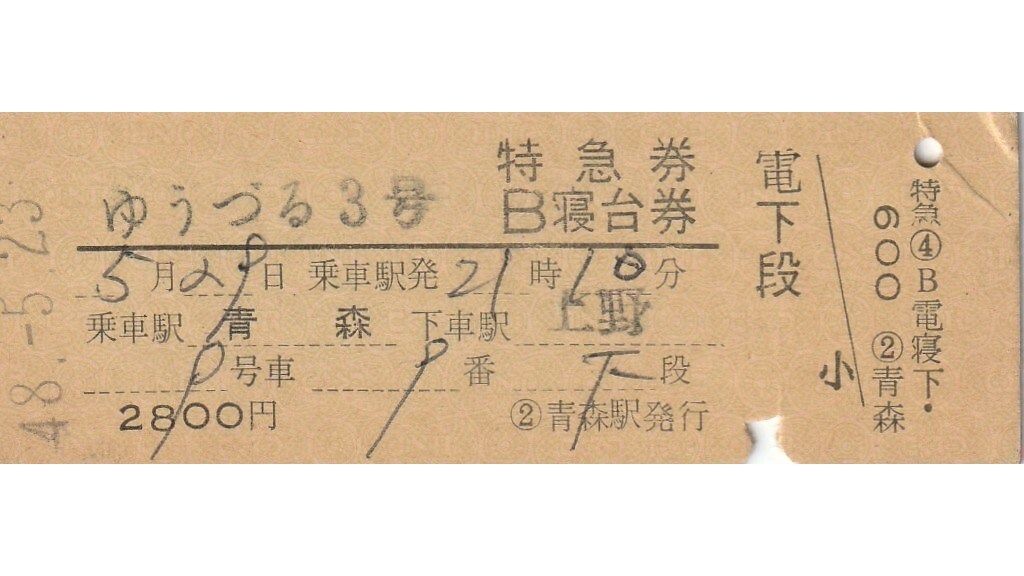 特急券
ゆうづる3号 B寝台券
5月29日 乗車駅発21時10分
乗車駅 青森 下車駅 上野
号車 9番 下段
2800円 ②青森駅発行
48.-5.23
電下段
小
特急④B電寝下・
②青森